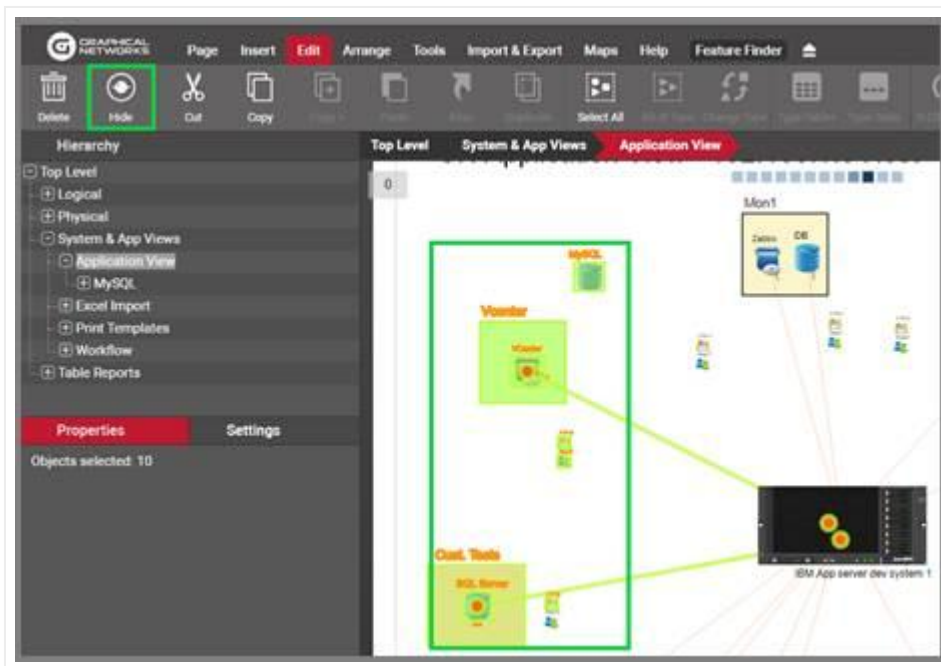 GRAPHICAL NETWORKS
Page Insert Edit Arrange Tools Import & Export Maps Help Feature Finder
Delete Hide Cut Copy Select All
Hierarchy
Top Level System & App Views Application View
Top Level
Logical
Physical
System & App Views
Application View
MySQL
Excel Import
Print Templates
Workflow
Table Reports
Properties Settings
Objects selected: 10
0
Mon1
Zabbix DB
MySQL
Vcenter
VCenter
Cust. Tools
SQL Server
IBM App server dev system 1